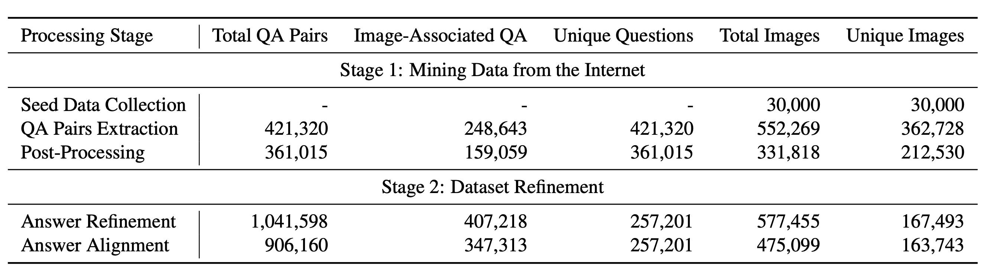 Processing Stage Total QA Pairs Image-Associated QA Unique Questions Total Images Unique Images
Stage 1: Mining Data from the Internet
Seed Data Collection - - - 30,000 30,000
QA Pairs Extraction 421,320 248,643 421,320 552,269 362,728
Post-Processing 361,015 159,059 361,015 331,818 212,530
Stage 2: Dataset Refinement
Answer Refinement 1,041,598 407,218 257,201 577,455 167,493
Answer Alignment 906,160 347,313 257,201 475,099 163,743